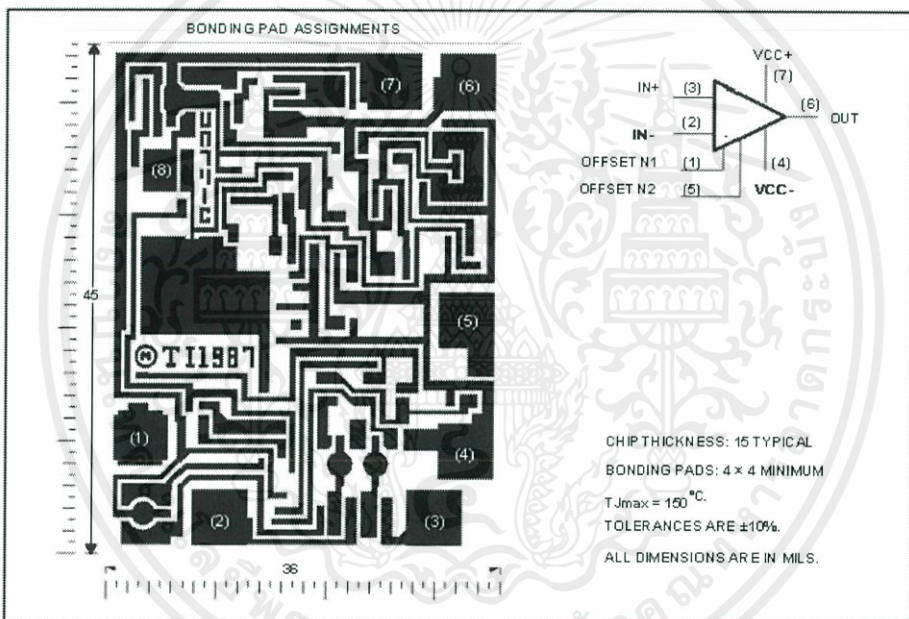 BONDING PAD ASSIGNMENTS
(7)
(6)
(8)
45
(5)
©M TI1987
(1)
(4)
(2)
(3)
36
VCC+
(7)
IN+
(3)
(6)
OUT
IN-
(2)
-
OFFSET N1
(1)
(4)
OFFSET N2
(5)
VCC-
CHIP THICKNESS: 15 TYPICAL
BONDING PADS: 4 × 4 MINIMUM
TJmax = 150°C.
TOLERANCES ARE ±10%.
ALL DIMENSIONS ARE IN MILS.